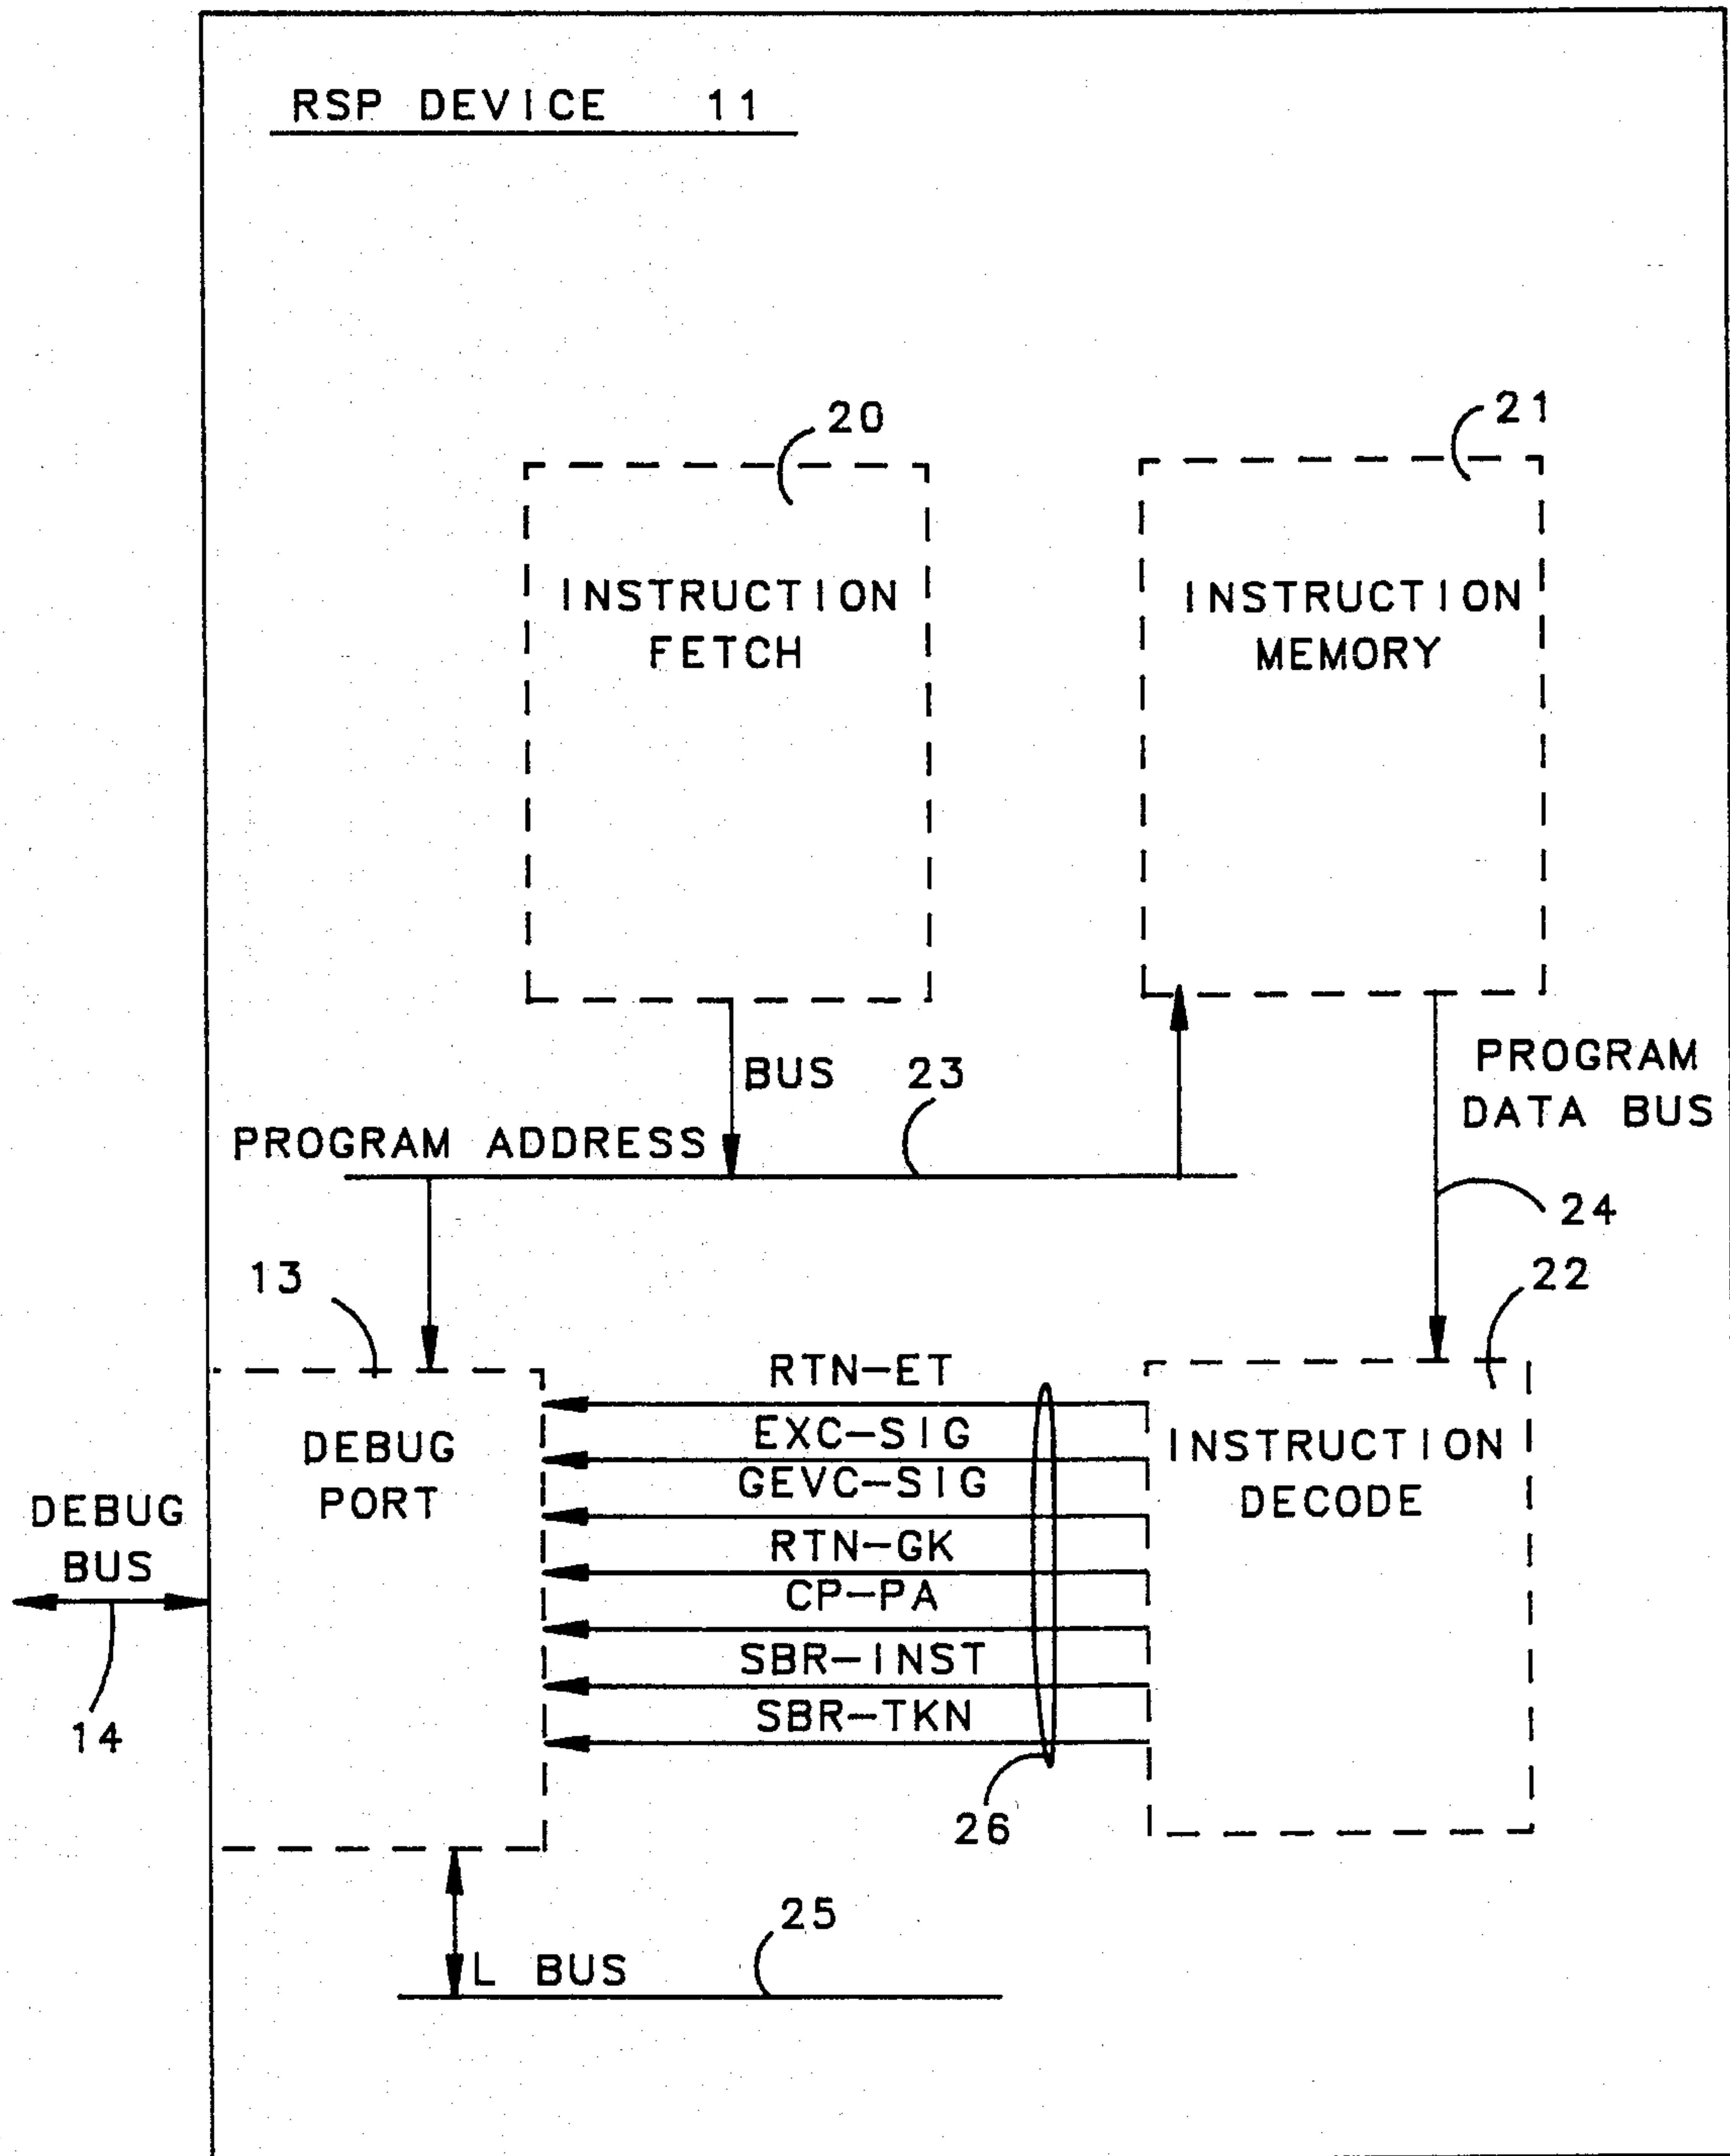 RSP DEVICE 11
20
21
INSTRUCTION
FETCH
INSTRUCTION
MEMORY
BUS
23
PROGRAM
DATA BUS
PROGRAM ADDRESS
24
13
22
RTN-ET
EXC-SIG
GEVC-SIG
RTN-GK
CP-PA
SBR-INST
SBR-TKN
DEBUG
PORT
INSTRUCTION
DECODE
DEBUG
BUS
14
26
25
L BUS